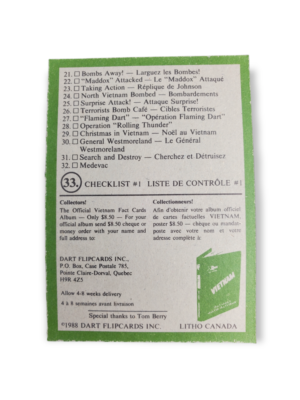 21. ☐ Bombs Away! — Larguez les Bombes!
22. ☐ "Maddox" Attacked — Le "Maddox" Attaqué
23. ☐ Taking Action — Réplique de Johnson
24. ☐ North Vietnam Bombed — Bombardements
25. ☐ Surprise Attack! — Attaque Surprise!
26. ☐ Terrorists Bomb Café — Cibles Terroristes
27. ☐ "Flaming Dart" — "Opération Flaming Dart"
28. ☐ Operation "Rolling Thunder"
29. ☐ Christmas in Vietnam — Noël au Vietnam
30. ☐ General Westmoreland — Le Général
Westmoreland
31. ☐ Search and Destroy — Cherchez et Détruisez
32. ☐ Medevac
33. CHECKLIST #1 LISTE DE CONTRÔLE #1
Collectors!
The Official Vietnam Fact Cards
Album — Only $8.50 — For your
official album send $8.50 cheque or
money order with your name and
full address to:
Collectionneurs!
Afin d'obtenir votre album officiel
de cartes factuelles VIETNAM,
poster $8.50 — chèque ou mandat-
poste avec votre nom et votre
adresse complète à:
DART FLIPCARDS INC.,
P.O. Box, Case Postale 785,
Pointe Claire-Dorval, Quebec
H9R 4Z5
Allow 4-6 weeks delivery
4 à 6 semaines avant livraison
VIETNAM
Special thanks to Tom Berry
©1988 DART FLIPCARDS INC. LITHO CANADA